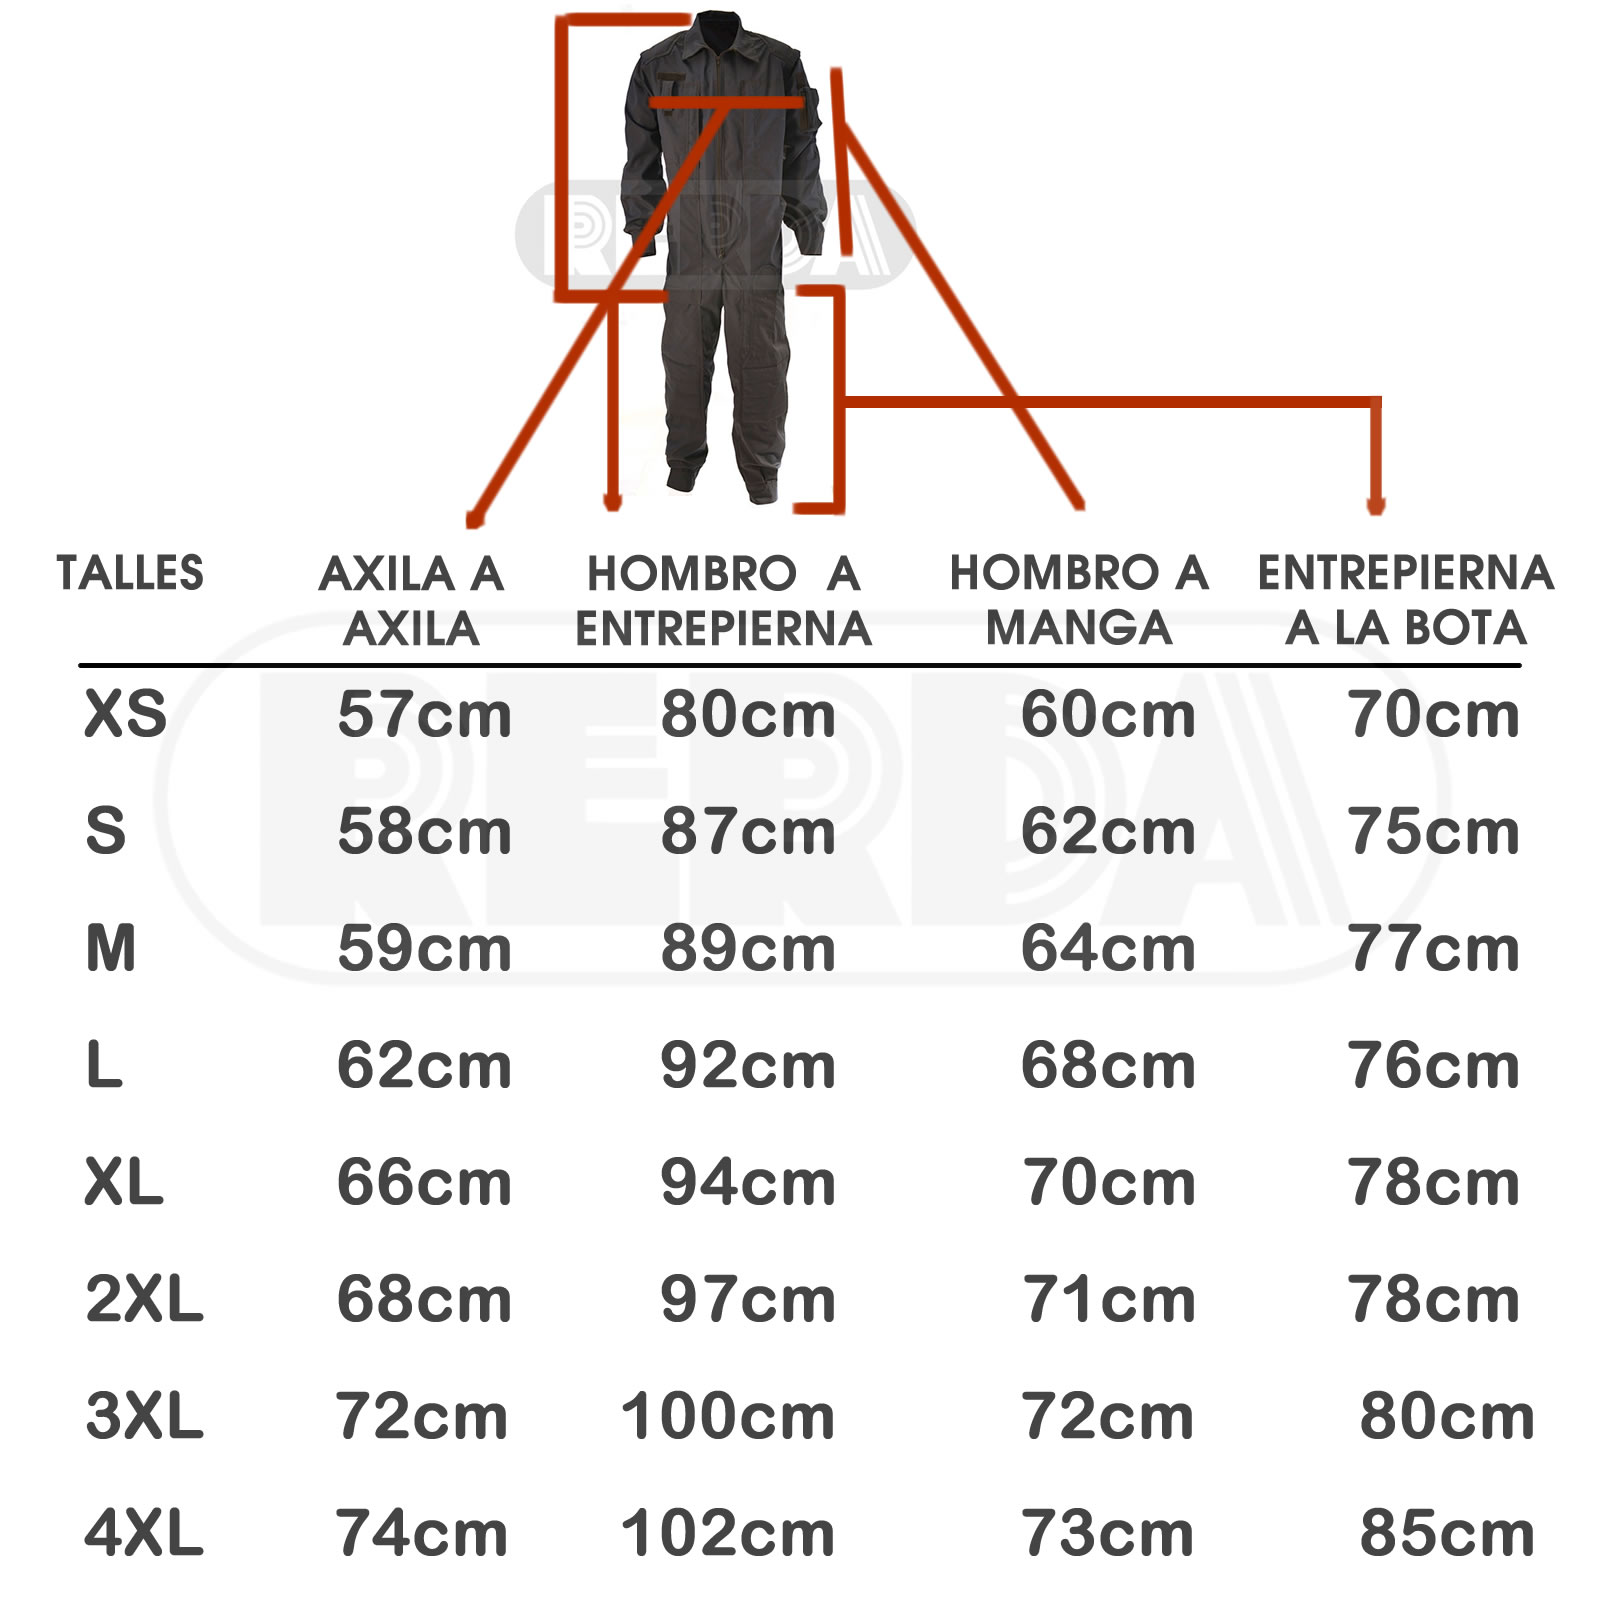 RERDA
TALLES AXILA A AXILA HOMBRO A ENTREPIERNA HOMBRO A MANGA ENTREPIERNA A LA BOTA
RERDA
XS 57cm 80cm 60cm 70cm
S 58cm 87cm 62cm 75cm
M 59cm 89cm 64cm 77cm
L 62cm 92cm 68cm 76cm
XL 66cm 94cm 70cm 78cm
2XL 68cm 97cm 71cm 78cm
3XL 72cm 100cm 72cm 80cm
4XL 74cm 102cm 73cm 85cm